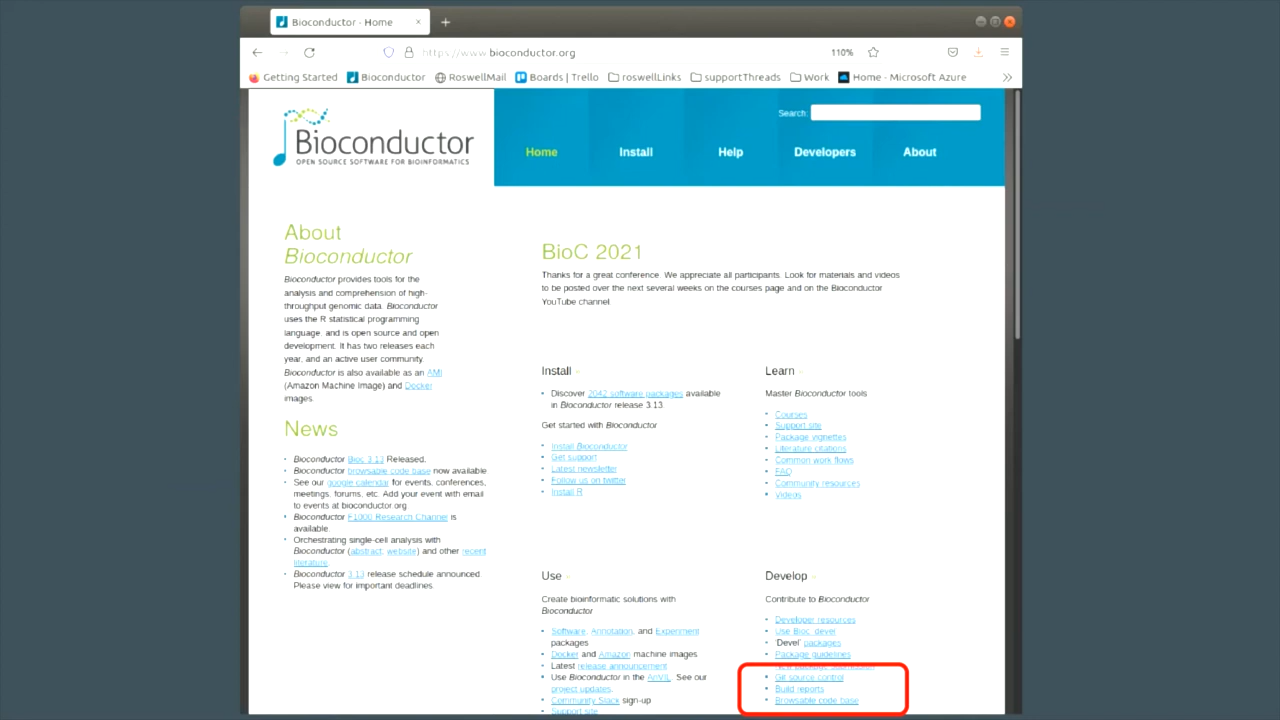 Bioconductor - Home
https://www.bioconductor.org
110%
Getting Started
Bioconductor
RoswellMail
Boards | Trello
roswellLinks
supportThreads
Work
Home - Microsoft Azure
Bioconductor
OPEN SOURCE SOFTWARE FOR BIOINFORMATICS
Search:
Home
Install
Help
Developers
About
About
Bioconductor
Bioconductor provides tools for the
analysis and comprehension of high-
throughput genomic data. Bioconductor
uses the R statistical programming
language, and is open source and open
development. It has two releases each
year, and an active user community.
Bioconductor is also available as an AMI
(Amazon Machine Image) and Docker
images.
News
Bioconductor Bioc 3.13 Released.
Bioconductor browsable code base now available.
See our google calendar for events, conferences,
meetings, forums, etc. Add your event with email
to events at bioconductor.org.
Bioconductor F1000 Research Channel is
available.
Orchestrating single-cell analysis with
Bioconductor (abstract, website) and other recent
literature.
Bioconductor 3.13 release schedule announced.
Please view for important deadlines.
BioC 2021
Thanks for a great conference. We appreciate all participants. Look for materials and videos
to be posted over the next several weeks on the courses page and on the Bioconductor
YouTube channel.
Install
Discover 2042 software packages available
in Bioconductor release 3.13.
Get started with Bioconductor
Install Bioconductor
Get support
Latest newsletter
Follow us on twitter
Install R
Learn
Master Bioconductor tools
Courses
Support site
Package vignettes
Literature citations
Common work flows
FAQ
Community resources
Videos
Use
Create bioinformatic solutions with
Bioconductor
Software, Annotation, and Experiment
packages
Docker and Amazon machine images
Latest release announcement
Use Bioconductor in the AnVIL. See our
project updates.
Community Slack sign-up
Support site
Develop
Contribute to Bioconductor
Developer resources
Use Bioc 'devel'
'Devel' packages
Package guidelines
New package submission
Git source control
Build reports
Browsable code base